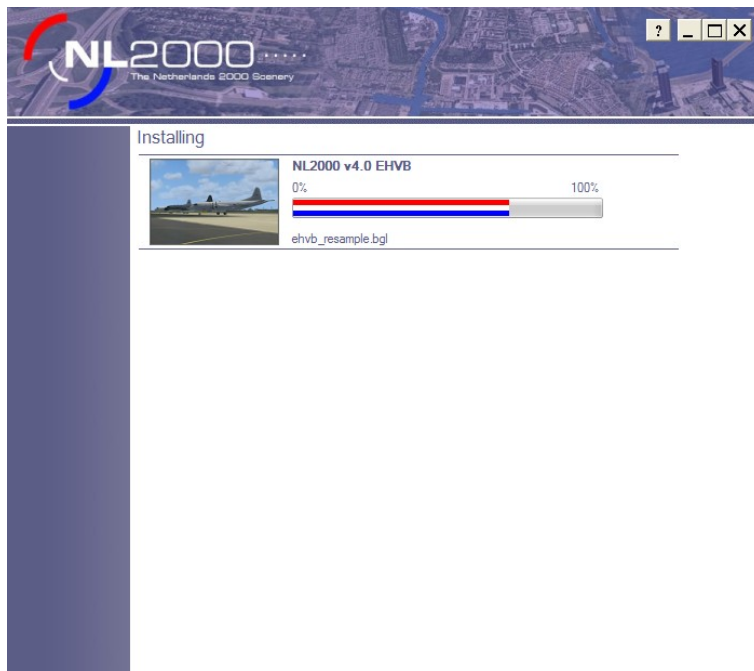 NL2000
The Netherlands 2000 Scenery
?
Installing
NL2000 v4.0 EHVB
0% 100%
ehvb_resample.bgl